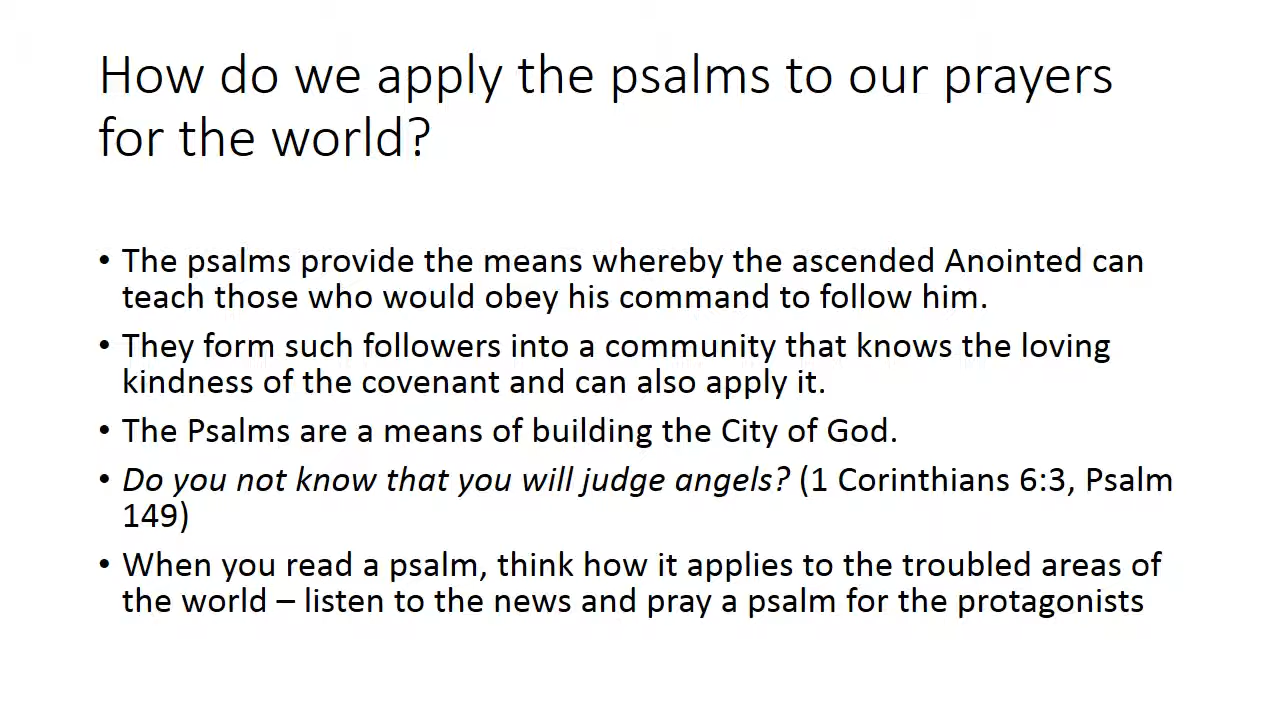 How do we apply the psalms to our prayers
for the world?
• The psalms provide the means whereby the ascended Anointed can
teach those who would obey his command to follow him.
• They form such followers into a community that knows the loving
kindness of the covenant and can also apply it.
• The Psalms are a means of building the City of God.
• Do you not know that you will judge angels? (1 Corinthians 6:3, Psalm
149)
• When you read a psalm, think how it applies to the troubled areas of
the world – listen to the news and pray a psalm for the protagonists